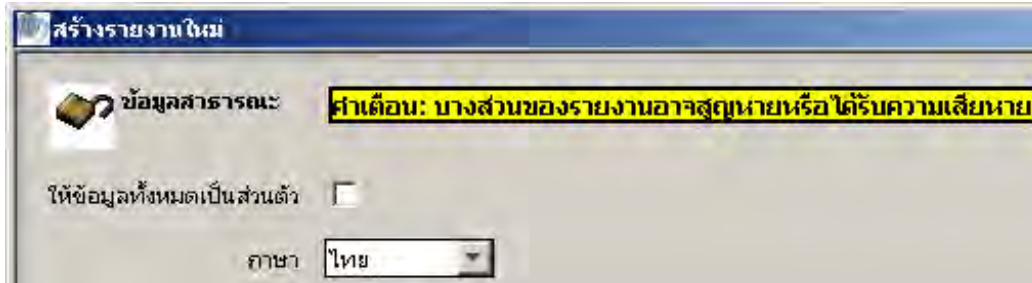 สร้างรายงานใหม่
ข้อมูลสาธารณะ
คำเตือน: บางส่วนของรายงานอาจสูญหายหรือได้รับความเสียหาย
ให้ข้อมูลทั้งหมดเป็นส่วนตัว
ภาษา
ไทย